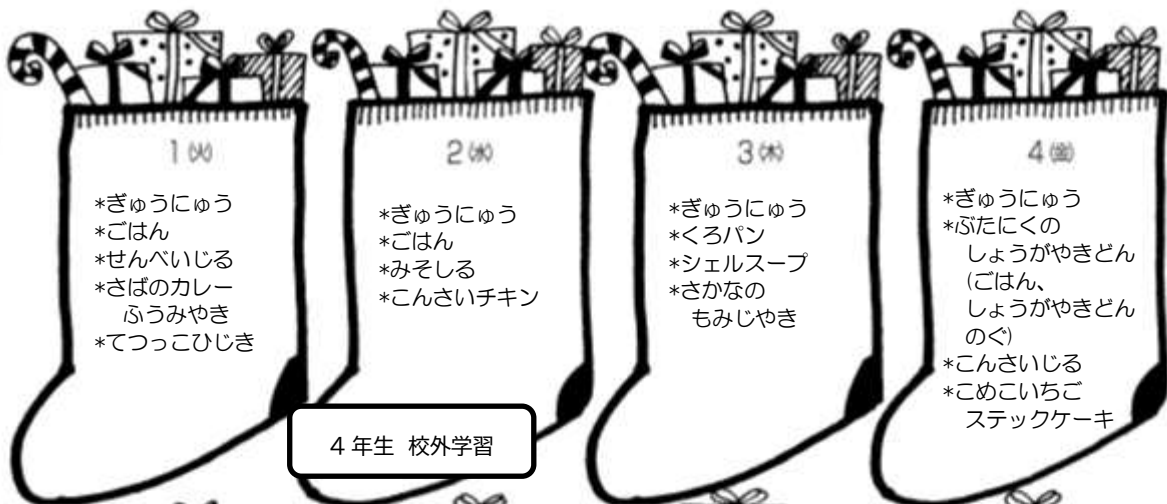 1㈫
*ぎゅうにゅう
*ごはん
*せんべいじる
*さばのカレー
ふうみやき
*てつっこひじき
2㈬
*ぎゅうにゅう
*ごはん
*みそしる
*こんさいチキン
4年生 校外学習
3㈭
*ぎゅうにゅう
*くろパン
*シェルスープ
*さかなの
もみじやき
4㈮
*ぎゅうにゅう
*ぶたにくの
しょうがやきどん
(ごはん、
しょうがやきどん
のぐ)
*こんさいじる
*こめこいちご
ステックケーキ